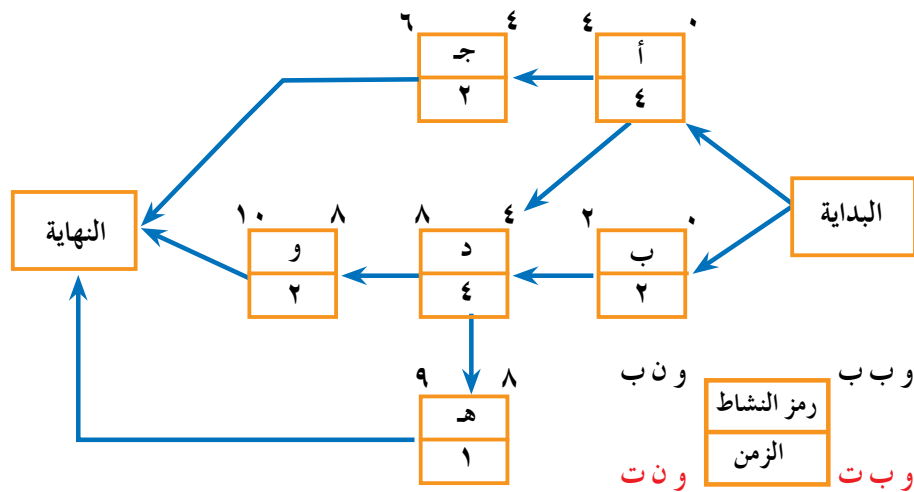 ٠
٤
٤
٦
أ
٤
جـ
٢
البداية
٠
٢
٤
٨
٨
١٠
ب
٢
د
٤
و
٢
النهاية
٨
٩
هـ
١
و ب ب
و ن ب
رمز النشاط
الزمن
و ب ت
و ن ت